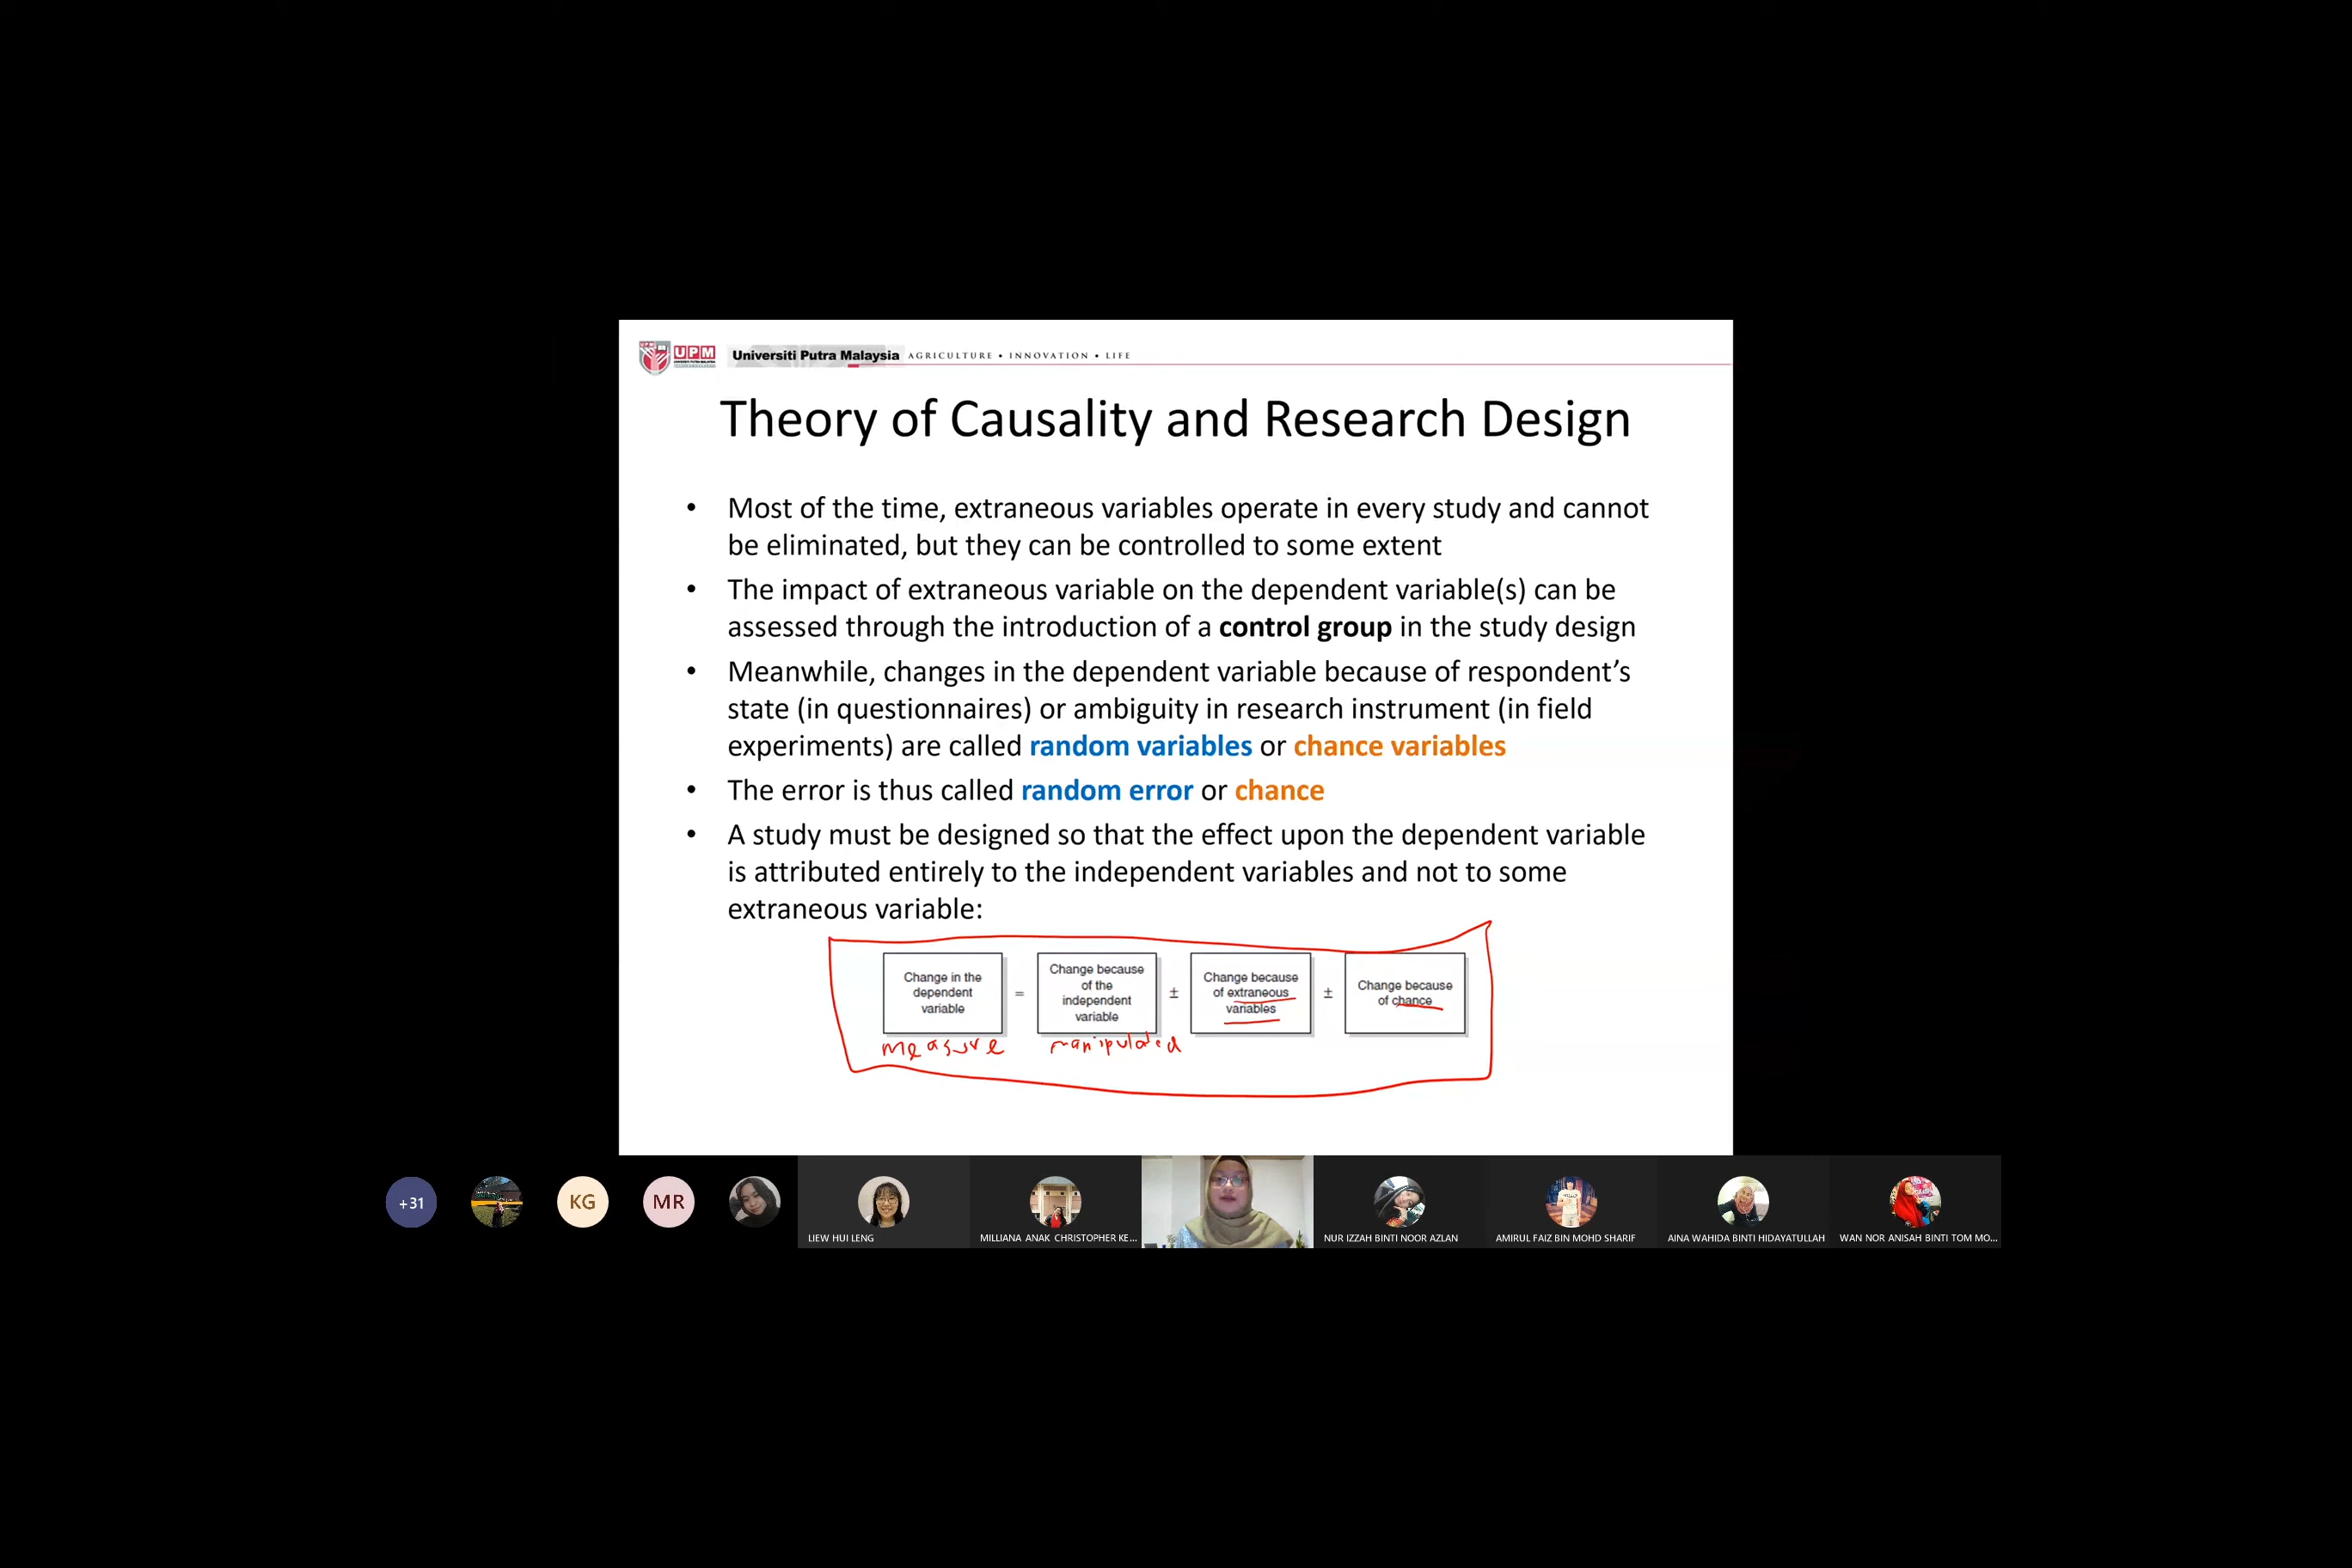 UPM
Universiti Putra Malaysia AGRICULTURE • INNOVATION • LIFE
Theory of Causality and Research Design
• Most of the time, extraneous variables operate in every study and cannot
be eliminated, but they can be controlled to some extent
• The impact of extraneous variable on the dependent variable(s) can be
assessed through the introduction of a control group in the study design
• Meanwhile, changes in the dependent variable because of respondent’s
state (in questionnaires) or ambiguity in research instrument (in field
experiments) are called random variables or chance variables
• The error is thus called random error or chance
• A study must be designed so that the effect upon the dependent variable
is attributed entirely to the independent variables and not to some
extraneous variable:
Change in the
dependent
variable
=
Change because
of the
independent
variable
±
Change because
of extraneous
variables
±
Change because
of chance
measure
manipulated
+31
KG
MR
LIEW HUI LENG
MILLIANA ANAK CHRISTOPHER KE...
NUR IZZAH BINTI NOOR AZLAN
AMIRUL FAIZ BIN MOHD SHARIF
AINA WAHIDA BINTI HIDAYATULLAH
WAN NOR ANISAH BINTI TOM MO...